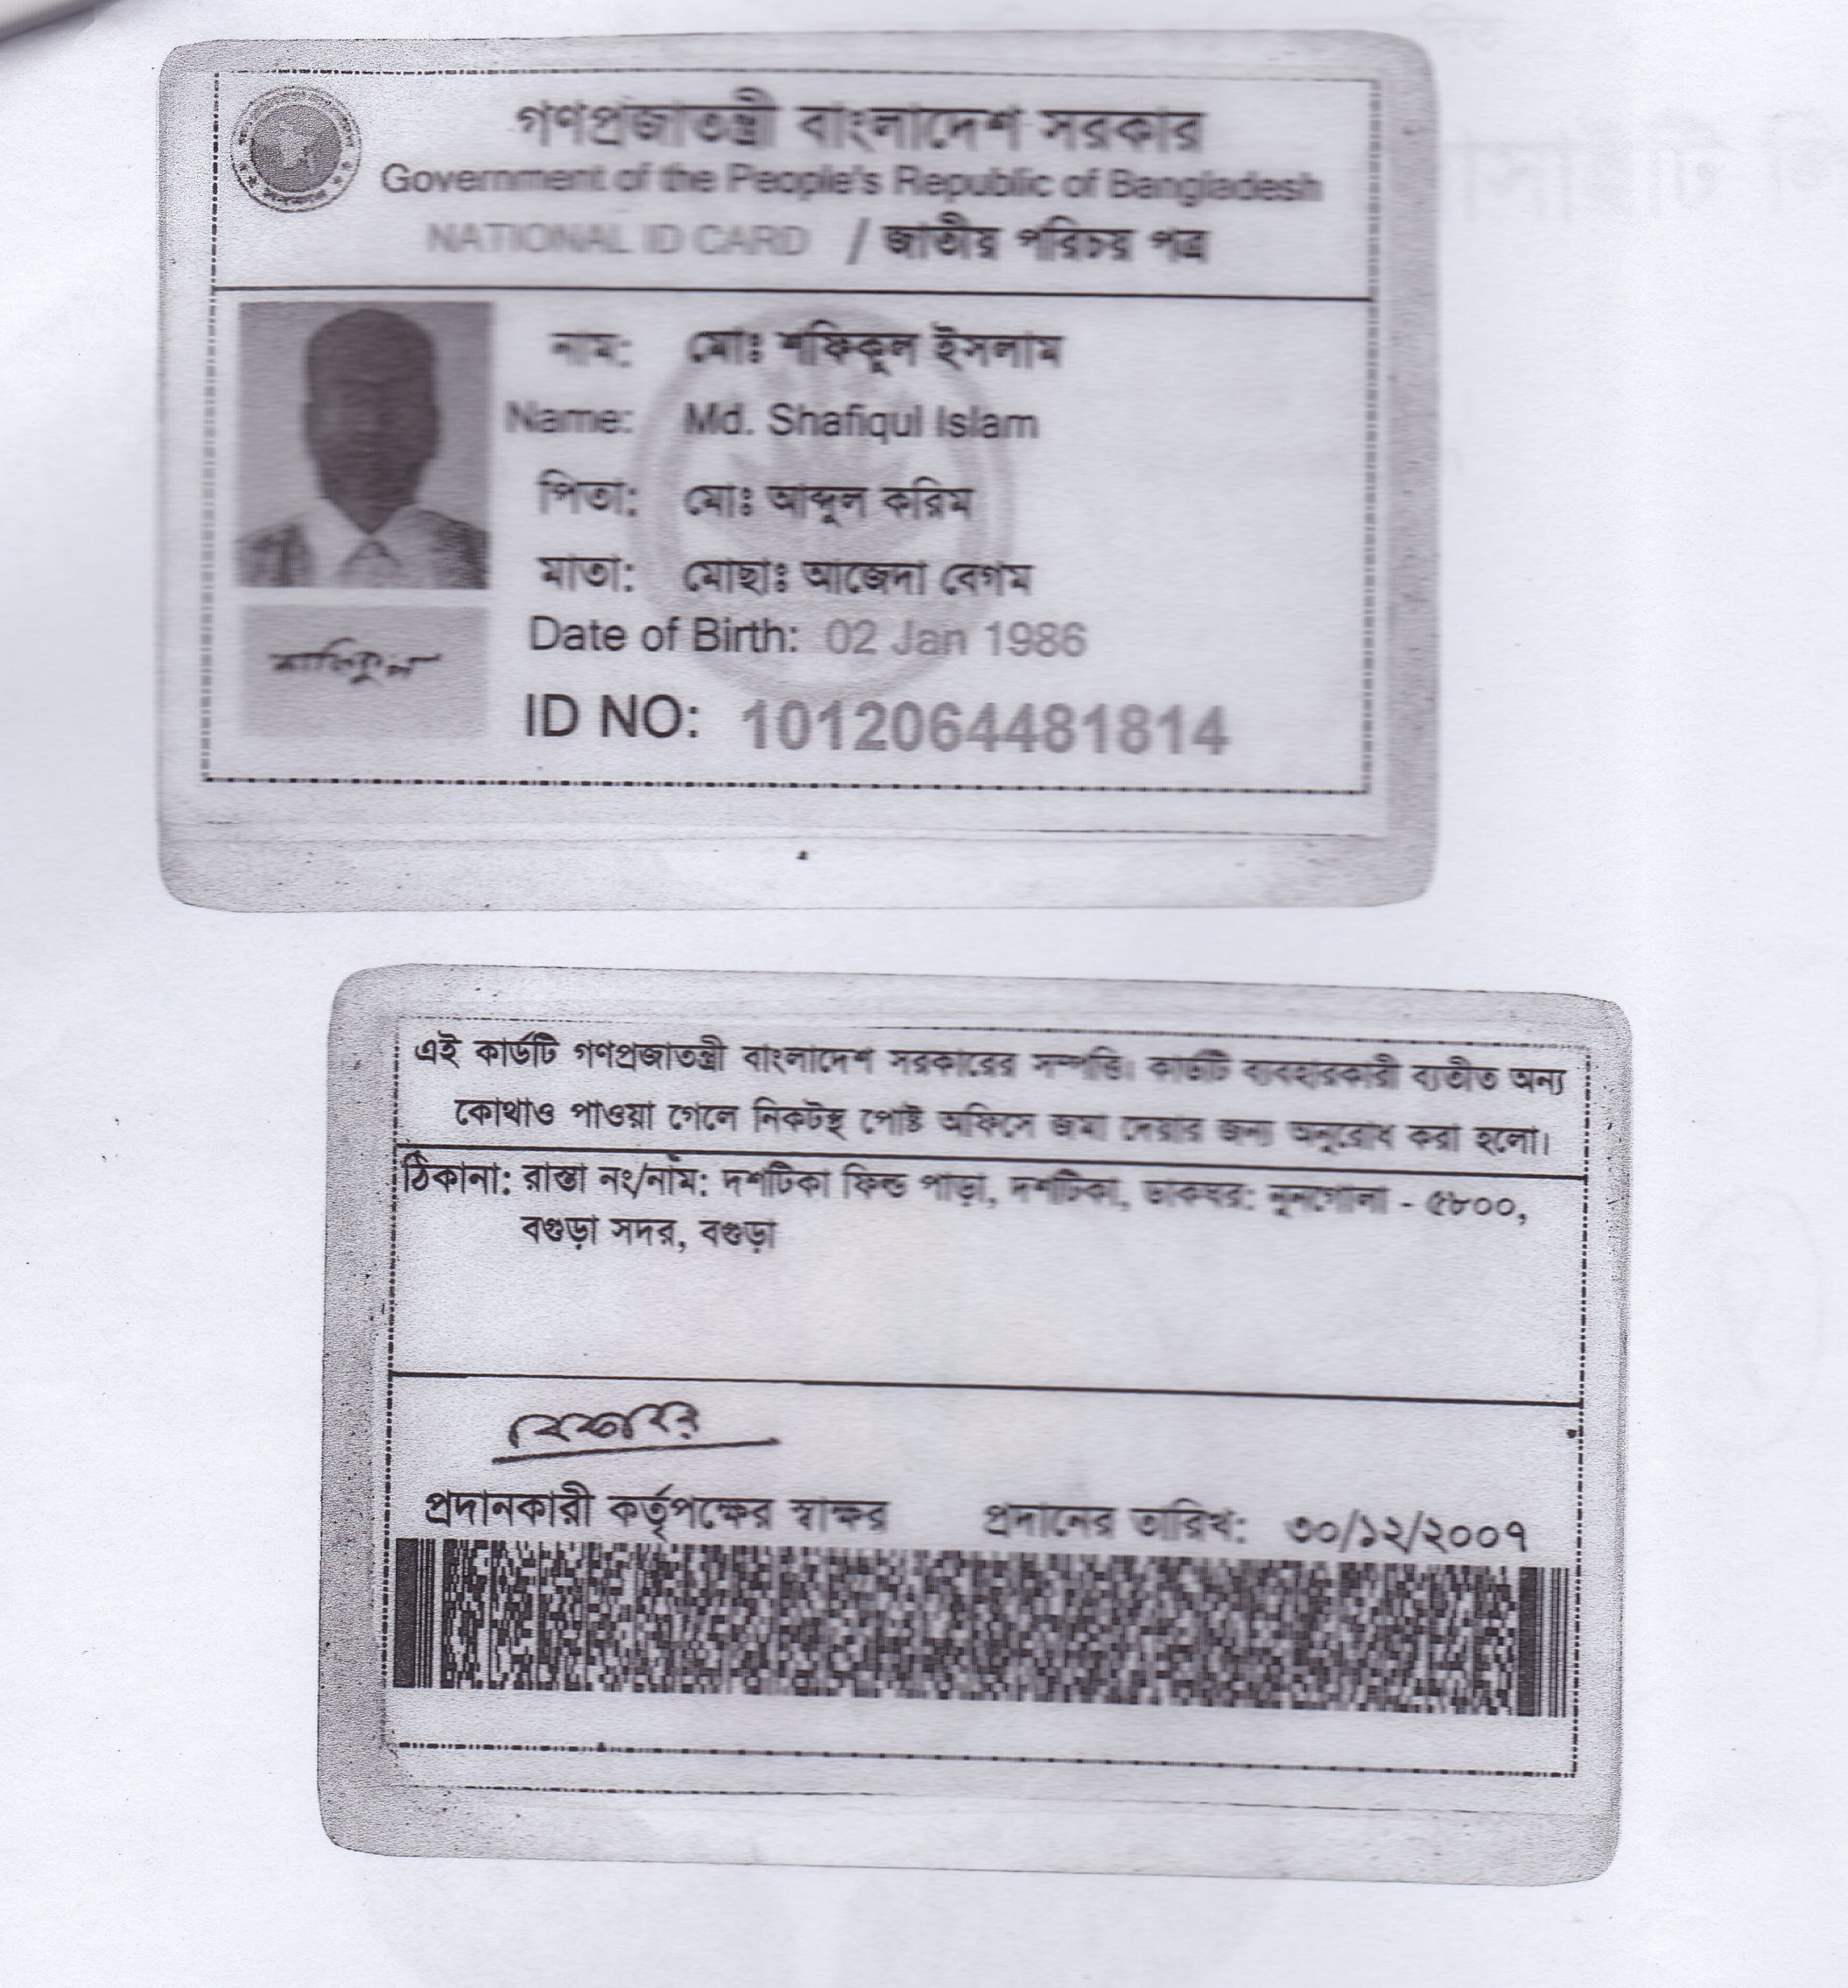 গণপ্রজাতন্ত্রী বাংলাদেশ সরকার
Government of the People's Republic of Bangladesh
NATIONAL ID CARD / জাতীয় পরিচয় পত্র
নাম: মোঃ শফিকুল ইসলাম
Name: Md. Shafiqul Islam
পিতা: মোঃ আব্দুল করিম
মাতা: মোছাঃ আজেদা বেগম
Date of Birth: 02 Jan 1986
শফিকুল
ID NO: 1012064481814
এই কার্ডটি গণপ্রজাতন্ত্রী বাংলাদেশ সরকারের সম্পত্তি। কার্ডটি ব্যবহারকারী ব্যতীত অন্য
কোথাও পাওয়া গেলে নিকটস্থ পোষ্ট অফিসে জমা দেয়ার জন্য অনুরোধ করা হলো।
ঠিকানা: রাস্তা নং/নাম: দশটিকা ফিল্ড পাড়া, দশটিকা, ডাকঘর: নুনগোলা - ৫৮০০,
বগুড়া সদর, বগুড়া
প্রদানকারী কর্তৃপক্ষের স্বাক্ষর প্রদানের তারিখ: ৩০/১২/২০০৭